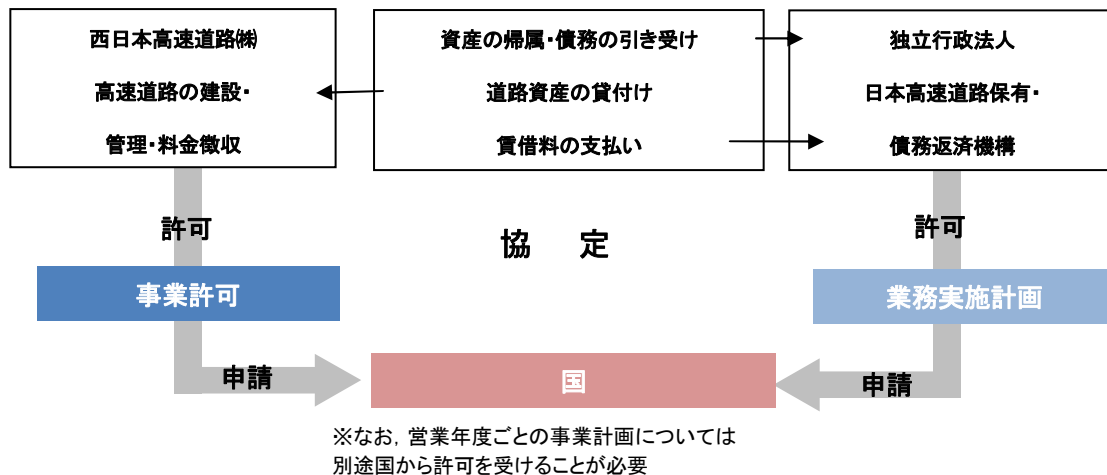 西日本高速道路㈱
高速道路の建設・
管理・料金徴収
資産の帰属・債務の引き受け
道路資産の貸付け
賃借料の支払い
独立行政法人
日本高速道路保有・
債務返済機構
許可
協 定
許可
事業許可
業務実施計画
申請
国
申請
※なお，営業年度ごとの事業計画については
別途国から許可を受けることが必要